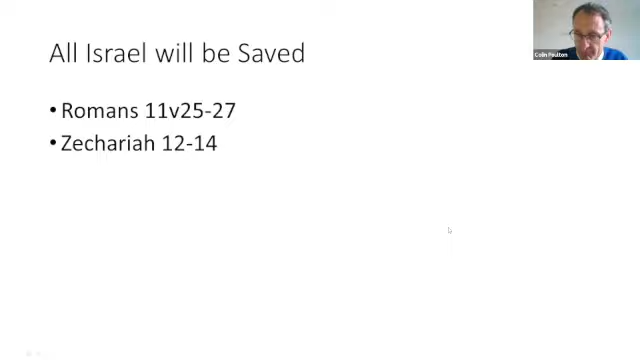 All Israel will be Saved
• Romans 11v25-27
• Zechariah 12-14
Colin Poulton